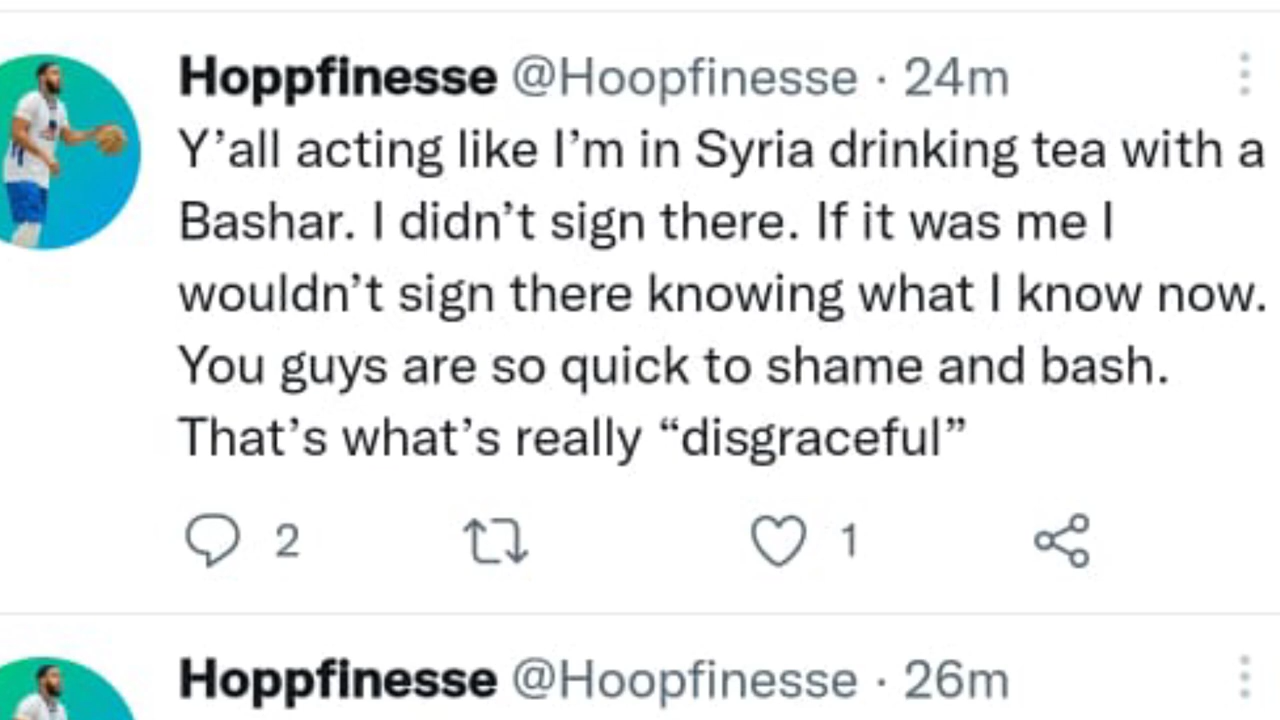 Hoppfinesse @Hoopfinesse · 24m
Y’all acting like I’m in Syria drinking tea with a
Bashar. I didn’t sign there. If it was me I
wouldn’t sign there knowing what I know now.
You guys are so quick to shame and bash.
That’s what’s really “disgraceful”
2 1
Hoppfinesse @Hoopfinesse · 26m